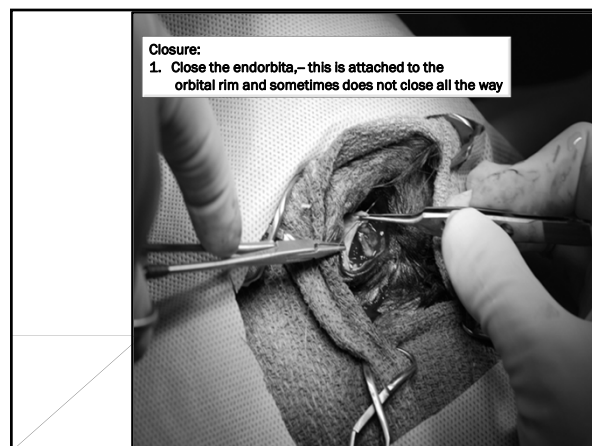 Closure:
1. Close the endorbita,– this is attached to the
orbital rim and sometimes does not close all the way